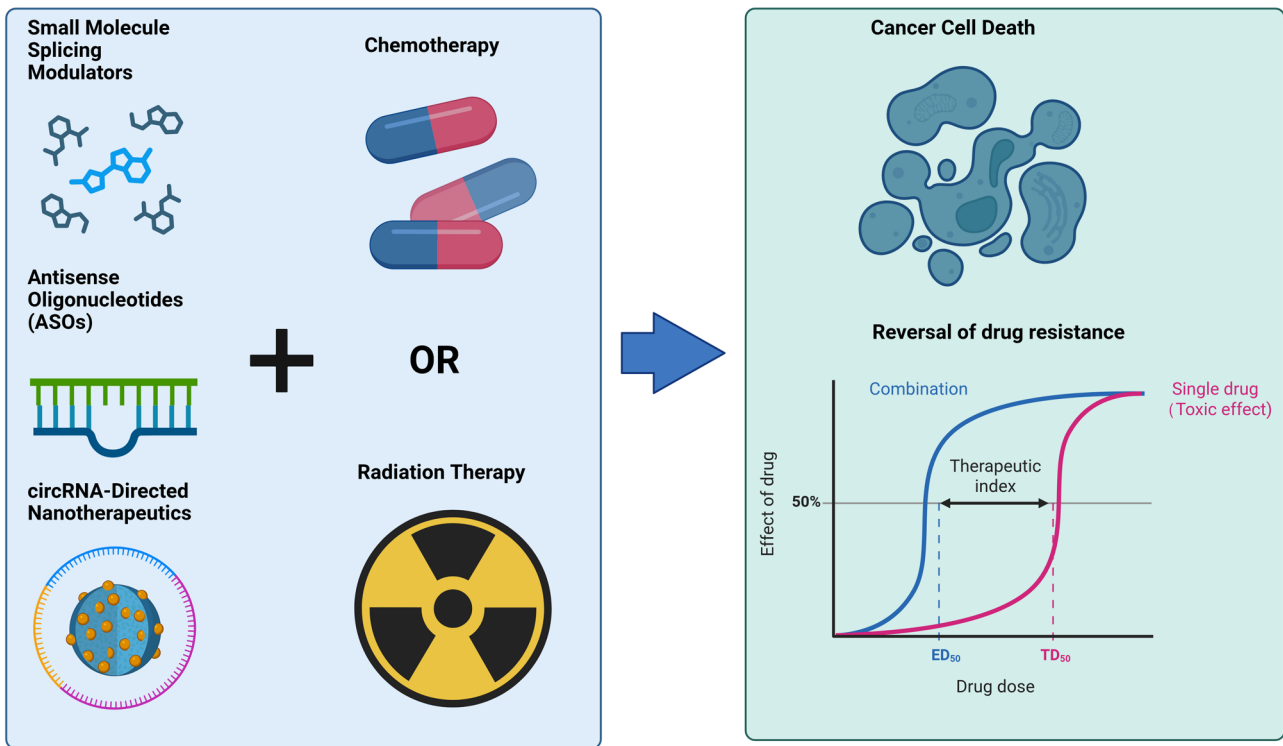 Small Molecule
Splicing
Modulators
Chemotherapy
Antisense
Oligonucleotides
(ASOs)
OR
circRNA-Directed
Nanotherapeutics
Radiation Therapy
Cancer Cell Death
Reversal of drug resistance
Combination
Single drug
(Toxic effect)
Therapeutic
index
50%
Effect of drug
ED₅₀
TD₅₀
Drug dose